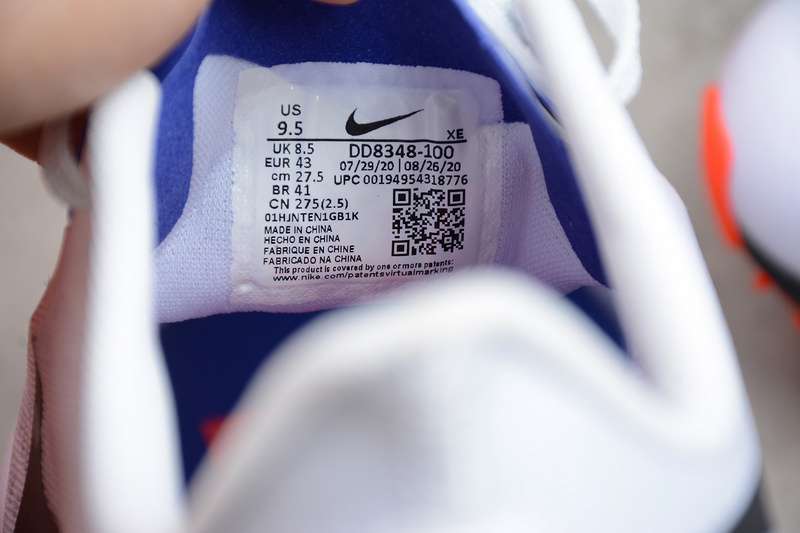 US
9.5
XE
UK 8.5 DD8348-100
EUR 43 07/29/20 | 08/26/20
cm 27.5 UPC 00194954318776
BR 41
CN 275(2.5)
01HJNTEN1GB1K
MADE IN CHINA
HECHO EN CHINA
FABRIQUE EN CHINE
FABRICADO NA CHINA
This product is covered by one or more patents:
www.nike.com/patentsvirtualmarking